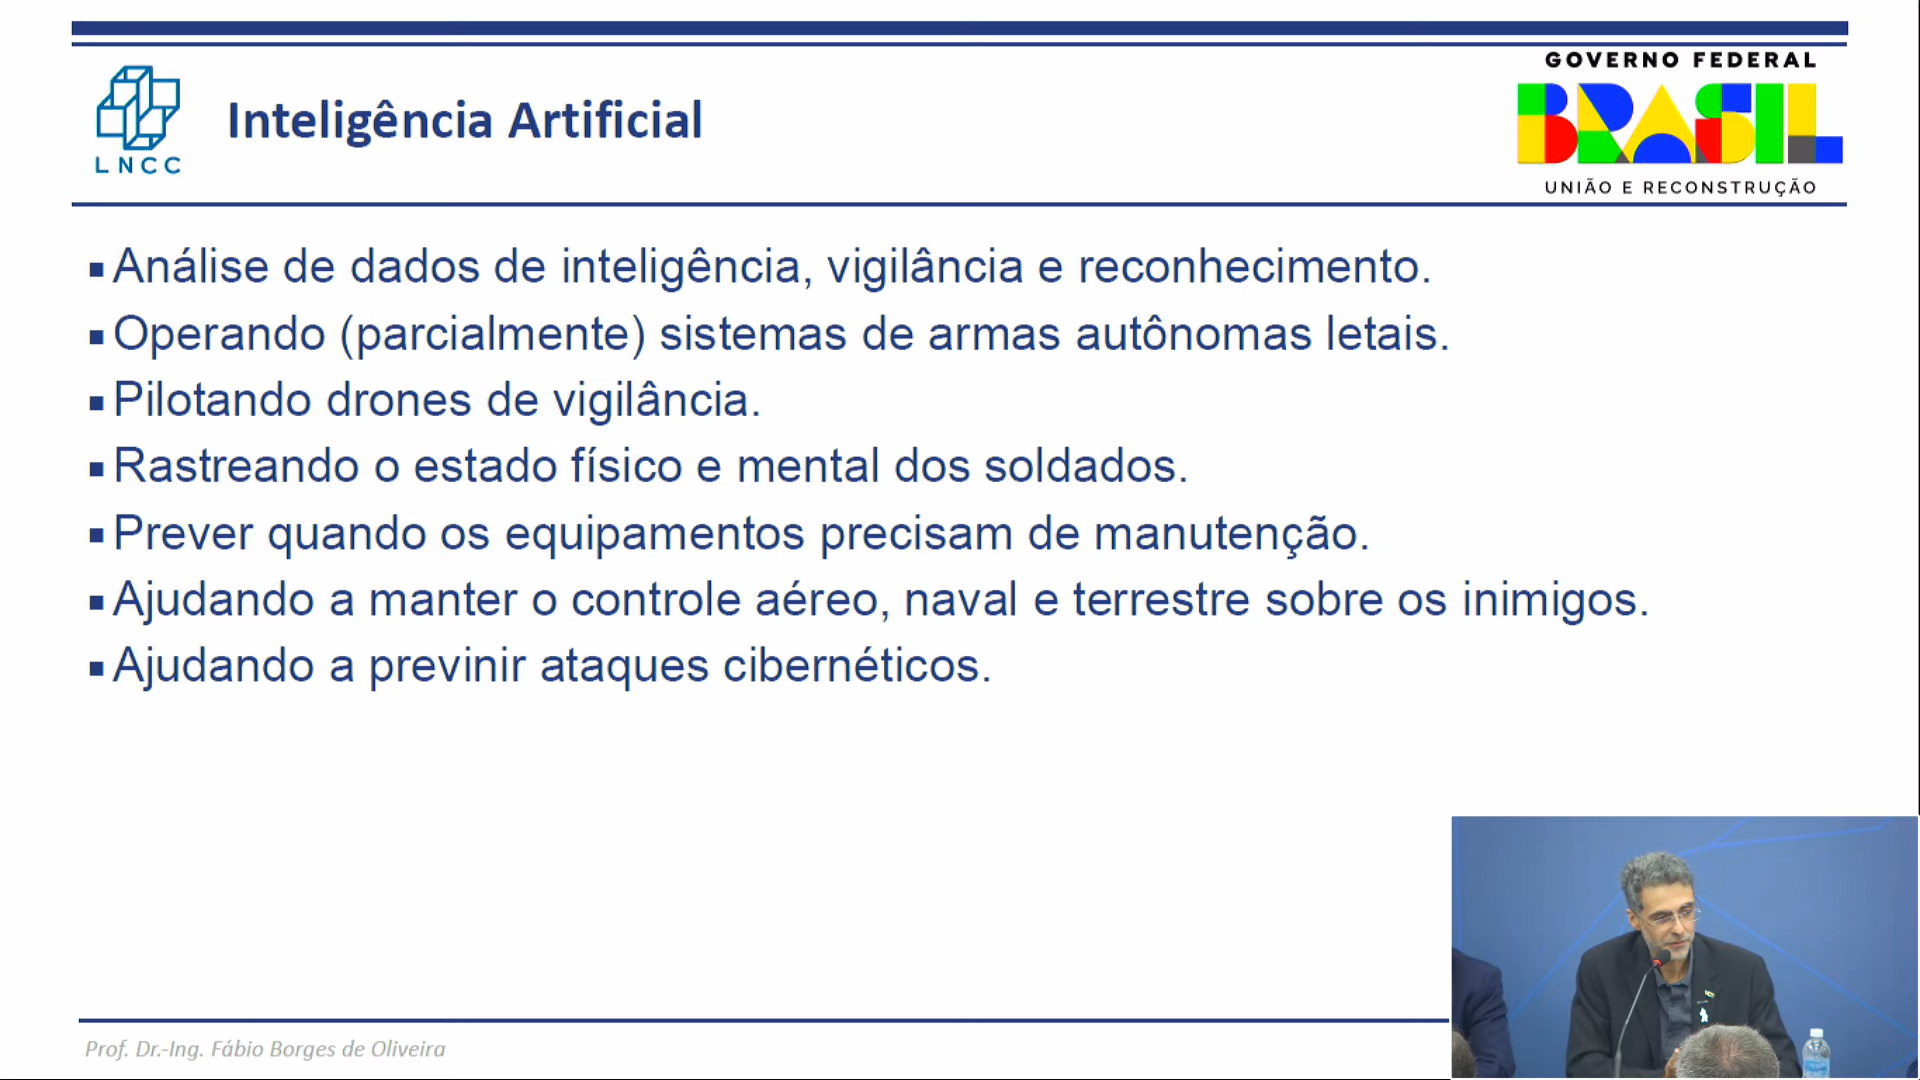 GOVERNO FEDERAL
BRASIL
UNIÃO E RECONSTRUÇÃO
LNCC
Inteligência Artificial
▪Análise de dados de inteligência, vigilância e reconhecimento.
▪Operando (parcialmente) sistemas de armas autônomas letais.
▪Pilotando drones de vigilância.
▪Rastreando o estado físico e mental dos soldados.
▪Prever quando os equipamentos precisam de manutenção.
▪Ajudando a manter o controle aéreo, naval e terrestre sobre os inimigos.
▪Ajudando a previnir ataques cibernéticos.
Prof. Dr.-Ing. Fábio Borges de Oliveira